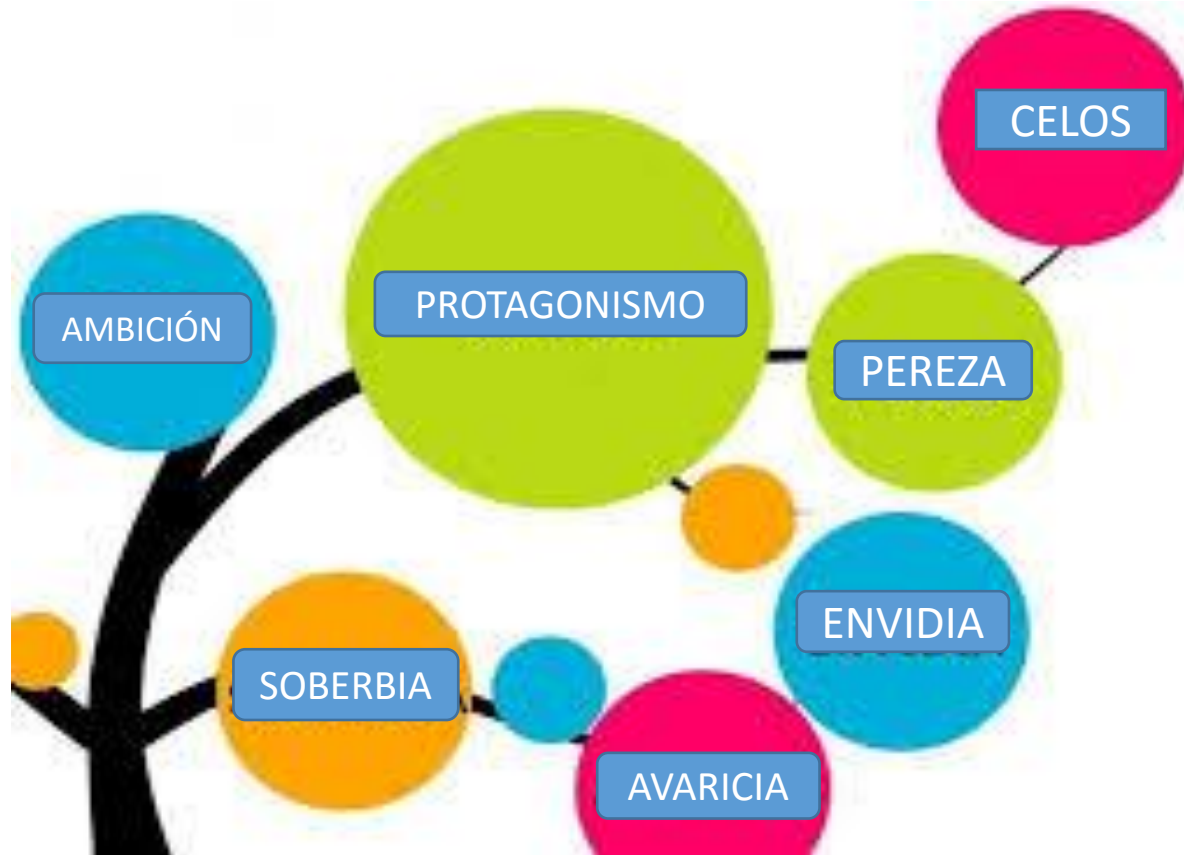 CELOS
PROTAGONISMO
AMBICIÓN
PEREZA
ENVIDIA
SOBERBIA
AVARICIA